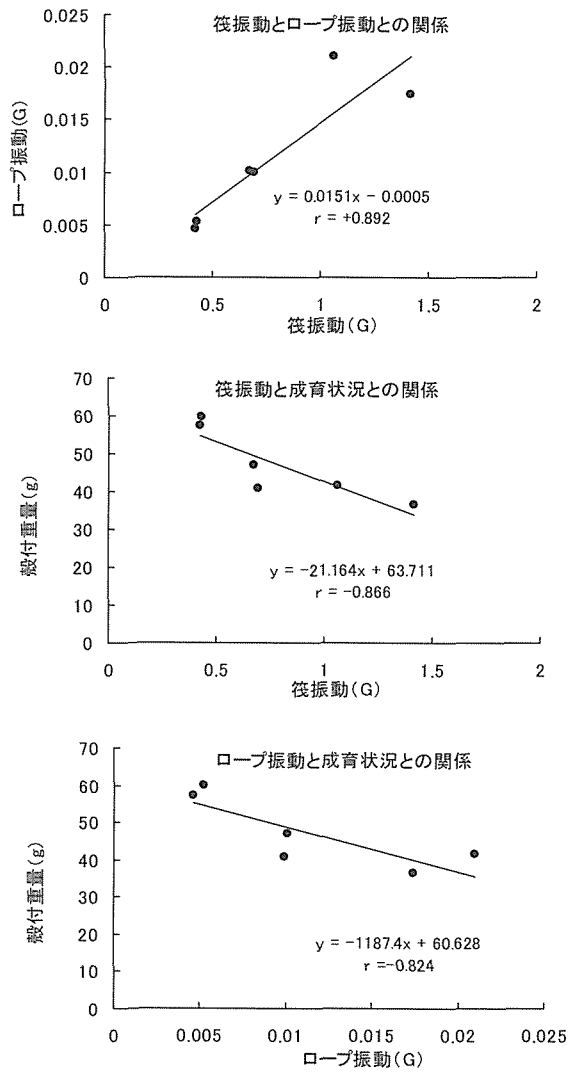 筏振動とロープ振動との関係
0.025
0.02
0.015
0.01
0.005
0
ロープ振動(G)
y = 0.0151x − 0.0005
r = +0.892
0.5
1
1.5
2
筏振動(G)
筏振動と成育状況との関係
70
60
50
40
30
20
10
0
殻付重量(g)
y = −21.164x + 63.711
r = −0.866
0
0.5
1
1.5
2
筏振動(G)
ロープ振動と成育状況との関係
70
60
50
40
30
20
10
0
殻付重量(g)
y = −1187.4x + 60.628
r =−0.824
0
0.005
0.01
0.015
0.02
0.025
ロープ振動(G)